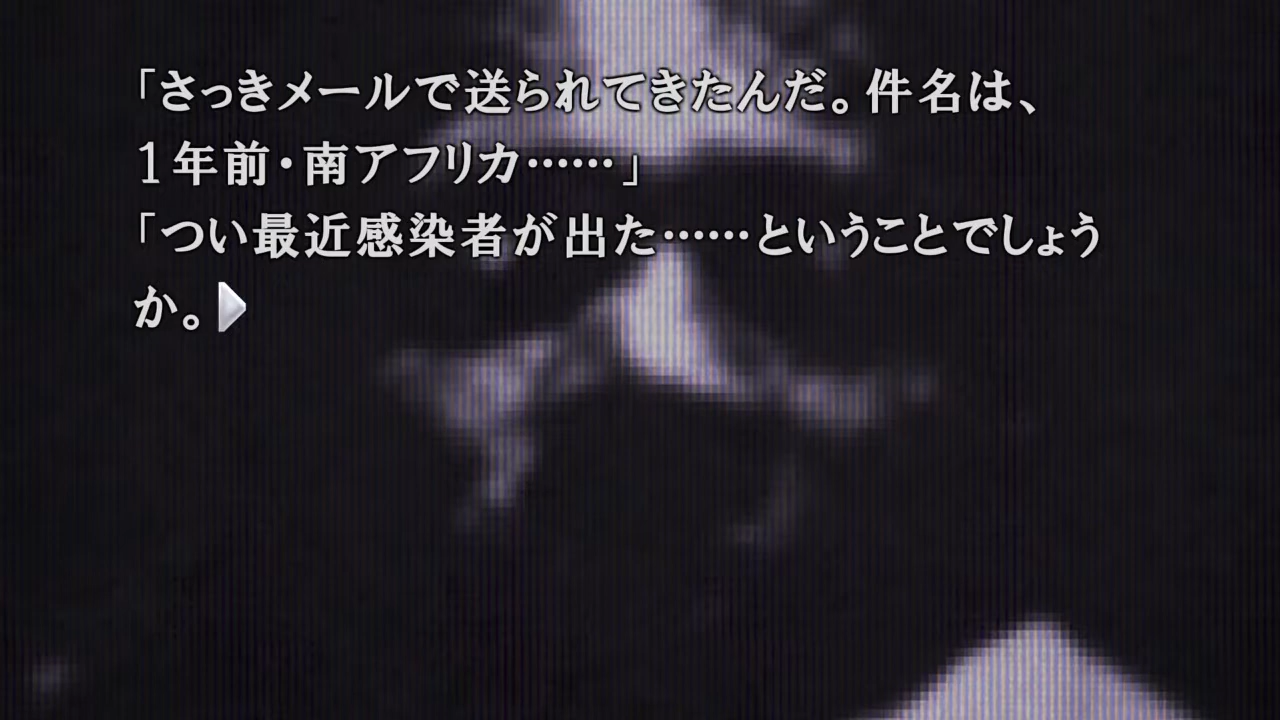 「さっきメールで送られてきたんだ。件名は、
１年前・南アフリカ……」
「つい最近感染者が出た……ということでしょう
か。